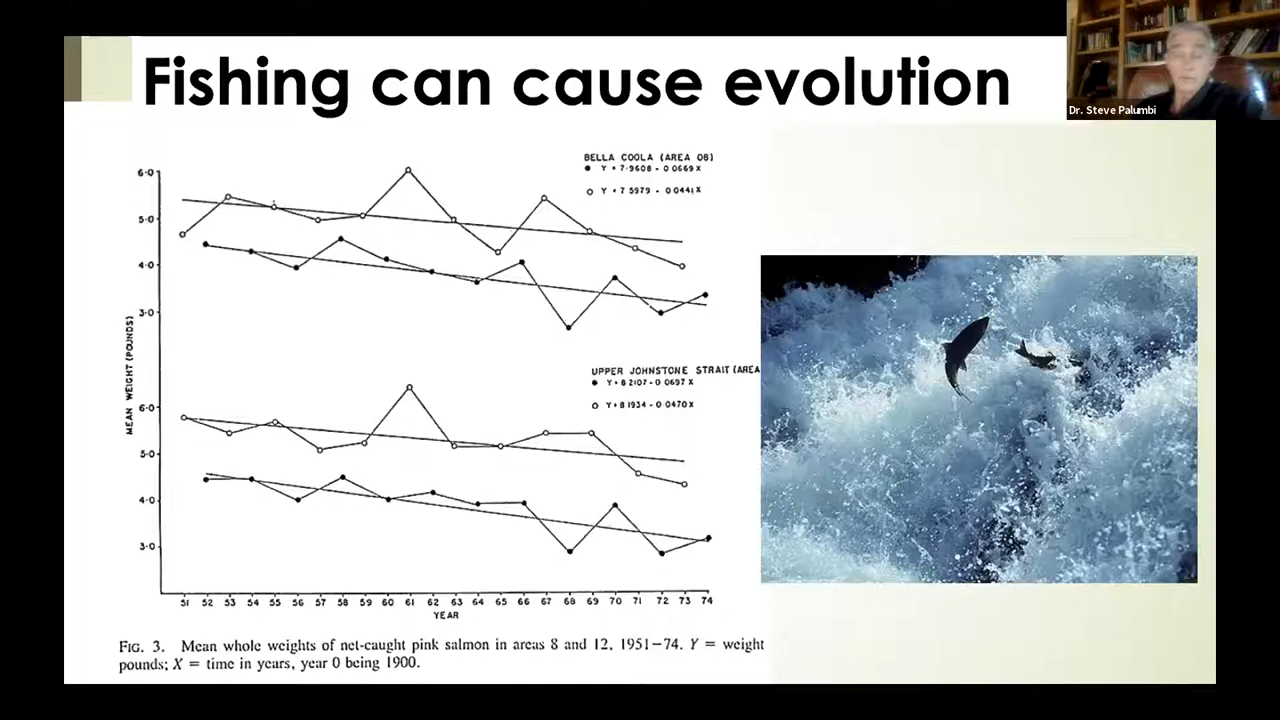 Fishing can cause evolution
Dr. Steve Palumbi
BELLA COOLA (AREA 08)
● Y = 7.9608 - 0.0669X
○ Y = 7.5979 - 0.0441X
6.0
5.0
4.0
3.0
MEAN WEIGHT (POUNDS)
UPPER JOHNSTONE STRAIT (AREA
● Y = 8.2107 - 0.0697X
○ Y = 8.1934 - 0.0470X
6.0
5.0
4.0
3.0
51 52 53 54 55 56 57 58 59 60 61 62 63 64 65 66 67 68 69 70 71 72 73 74
YEAR
FIG. 3. Mean whole weights of net-caught pink salmon in areas 8 and 12, 1951–74. Y = weight
pounds; X = time in years, year 0 being 1900.